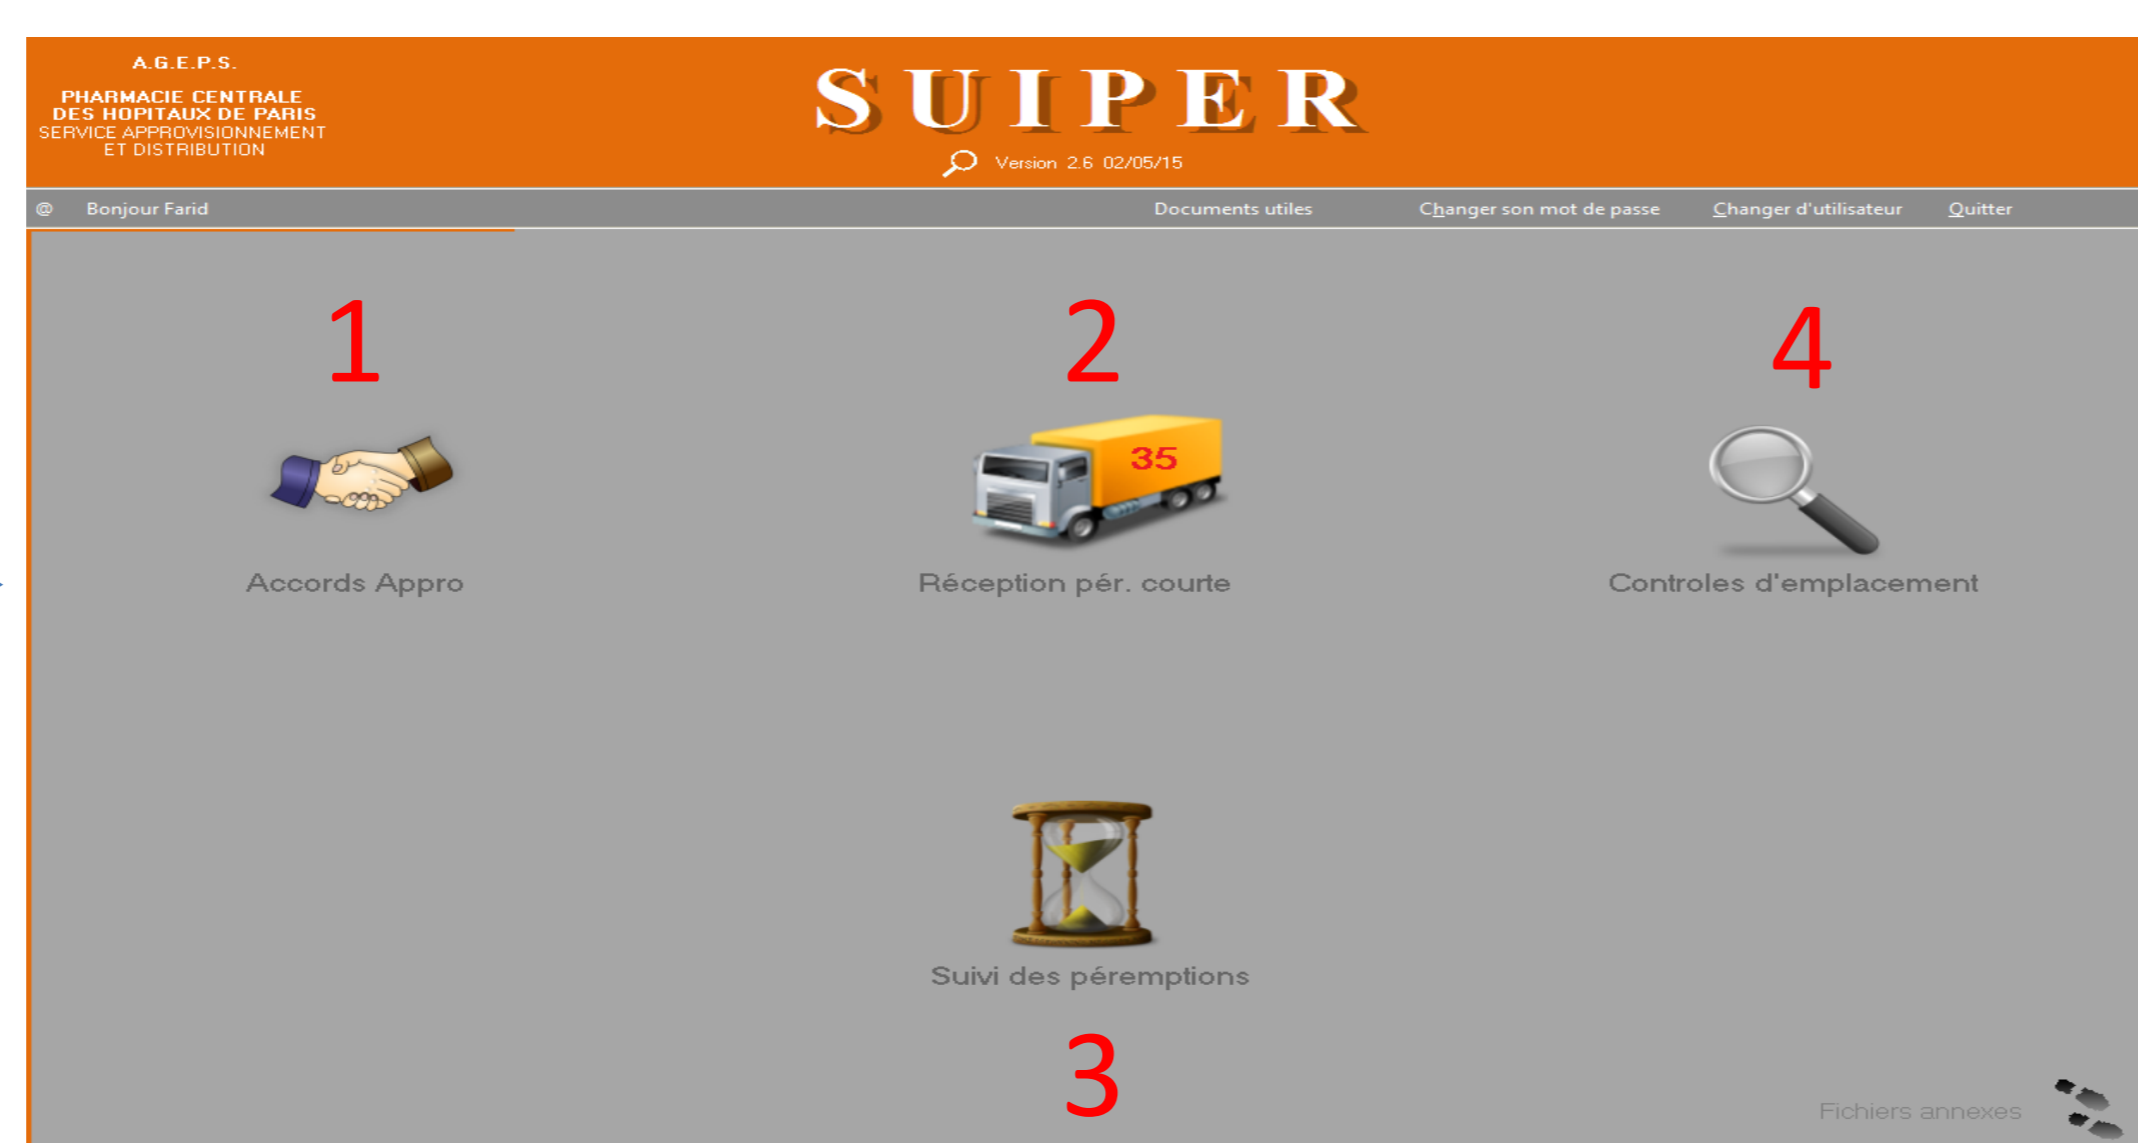 A.G.E.P.S.
PHARMACIE CENTRALE
DES HOPITAUX DE PARIS
SERVICE APPROVISIONNEMENT
ET DISTRIBUTION
SUIPER
Version 2.6 02/05/15
@ Bonjour Farid Documents utiles Changer son mot de passe Changer d'utilisateur Quitter
1 2 4
35
Accords Appro Réception pér. courte Controles d'emplacement
Suivi des péremptions
3
Fichiers annexes